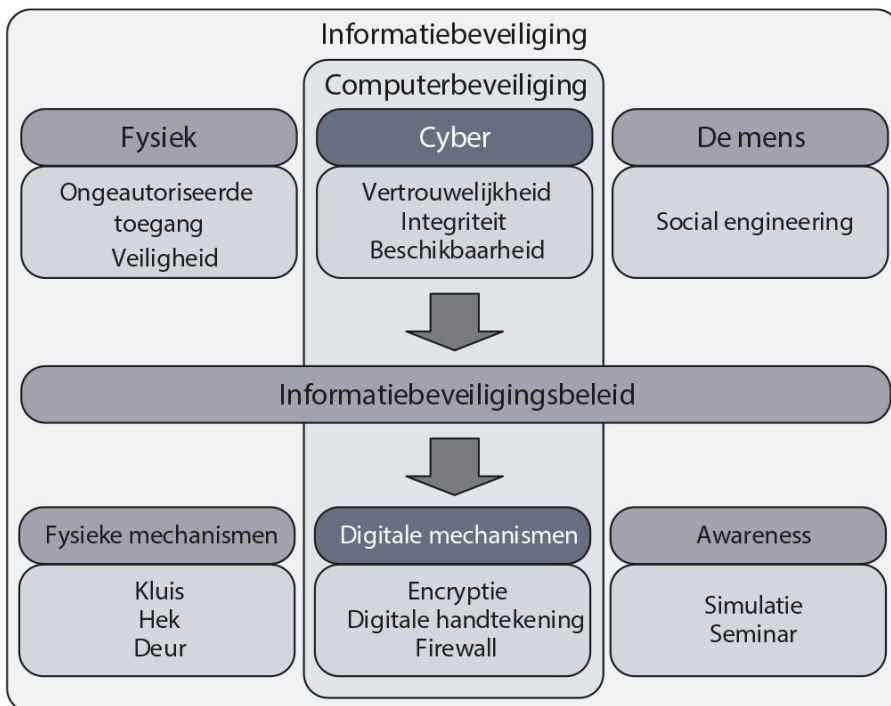 Informatiebeveiliging
Computerbeveiliging
Fysiek
Ongeautoriseerde
toegang
Veiligheid
Cyber
Vertrouwelijkheid
Integriteit
Beschikbaarheid
De mens
Social engineering
Informatiebeveiligingsbeleid
Fysieke mechanismen
Kluis
Hek
Deur
Digitale mechanismen
Encryptie
Digitale handtekening
Firewall
Awareness
Simulatie
Seminar